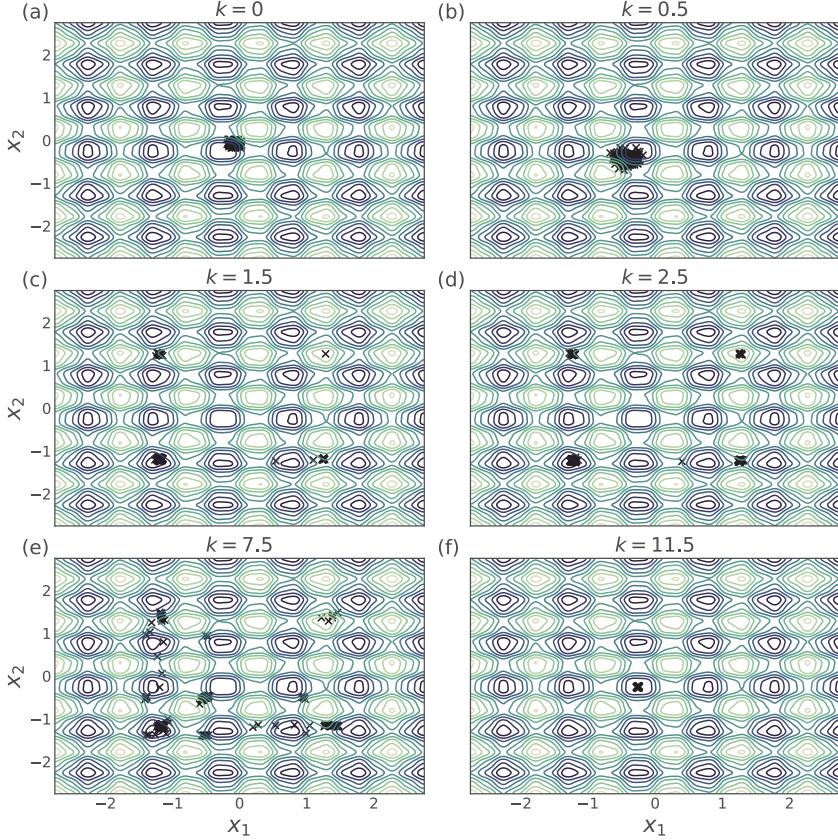 (a) k = 0 (b) k = 0.5
2
1
0
−1
−2
x2
(c) k = 1.5 (d) k = 2.5
2
1
0
−1
−2
x2
(e) k = 7.5 (f) k = 11.5
2
1
0
−1
−2
x2
−2 −1 0 1 2 −2 −1 0 1 2
x1 x1